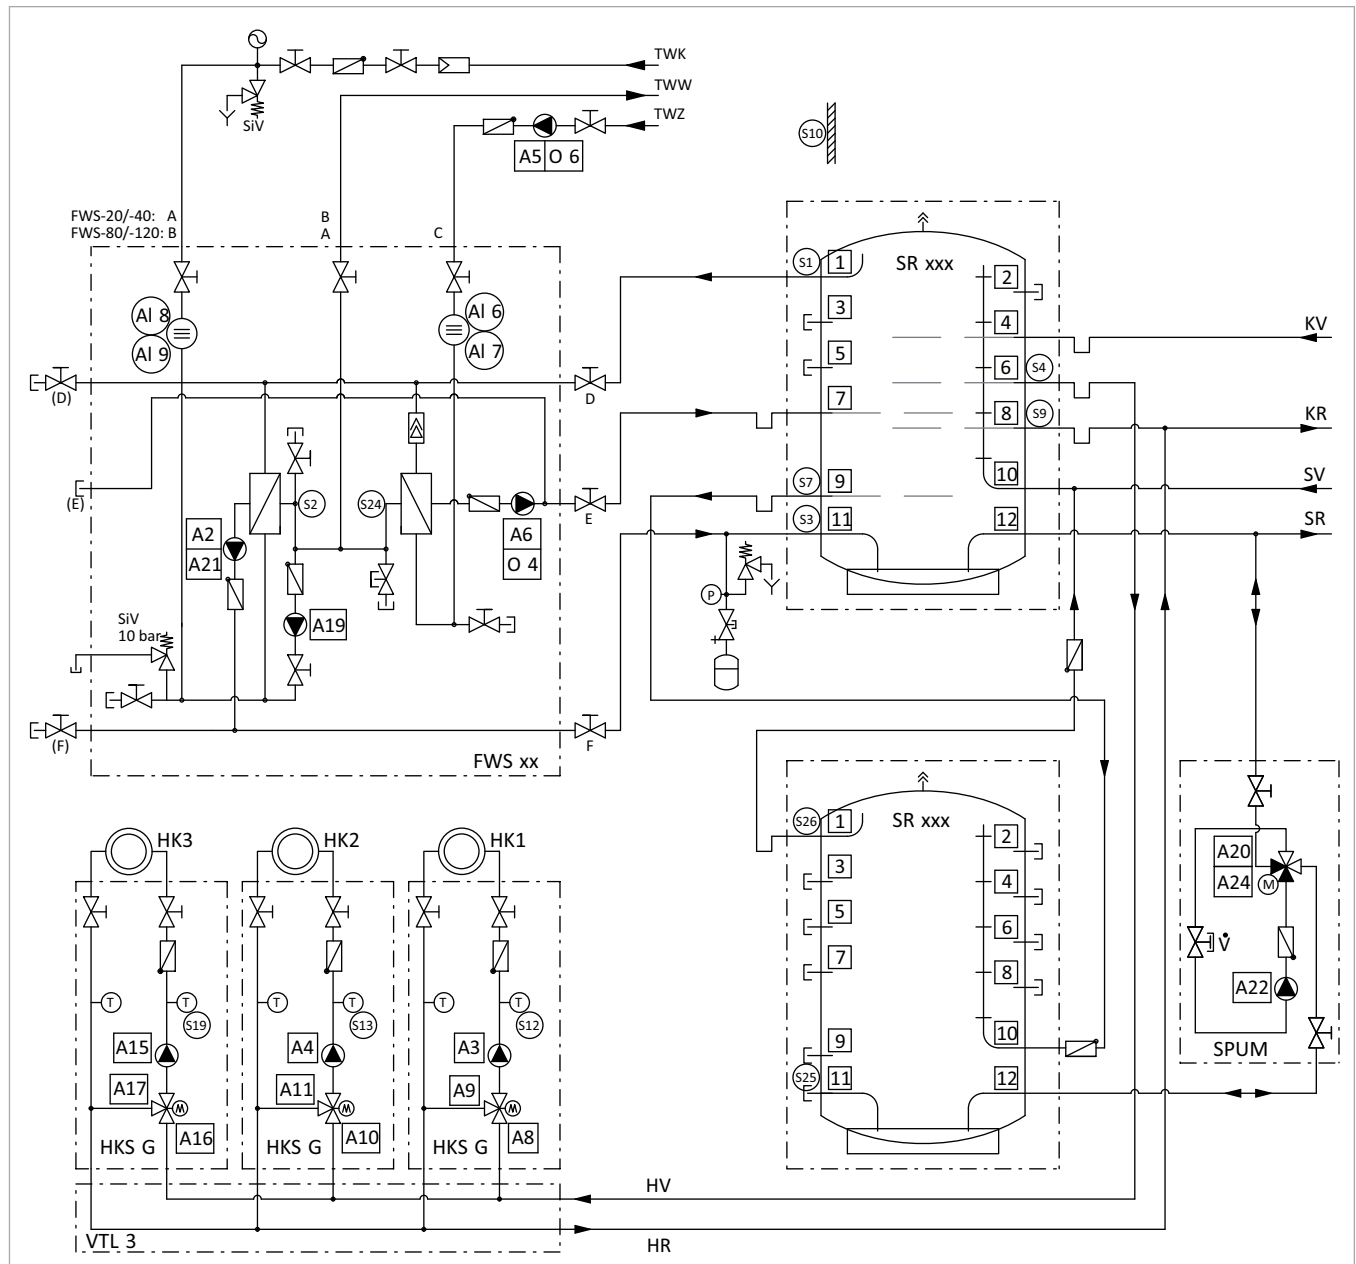 TWK
TWW
TWZ
SiV
A5 O 6
S10
FWS-20/-40: A B
FWS-80/-120: B A C
S1 1 SR xxx 2
3 4 KV
Al 8 Al 6
Al 9 Al 7
5 6 S4
(D) D
7 8 S9 KR
S7 9 10 SV
(E) S2 S24 E
S3 11 12 SR
A2 A6
A21 O 4
P
SiV
10 bar
A19
(F) F
FWS xx
HK3 HK2 HK1
S26 1 SR xxx 2
3 4
A20
A24 M
5 6
V̇
7 8
A22
T T T T T T
S19 S13 S12
9 10
A15 A4 A3
SPUM
S25 11 12
A17 A11 A9
M M M
A16 A10 A8
HKS G HKS G HKS G
HV
VTL 3
HR